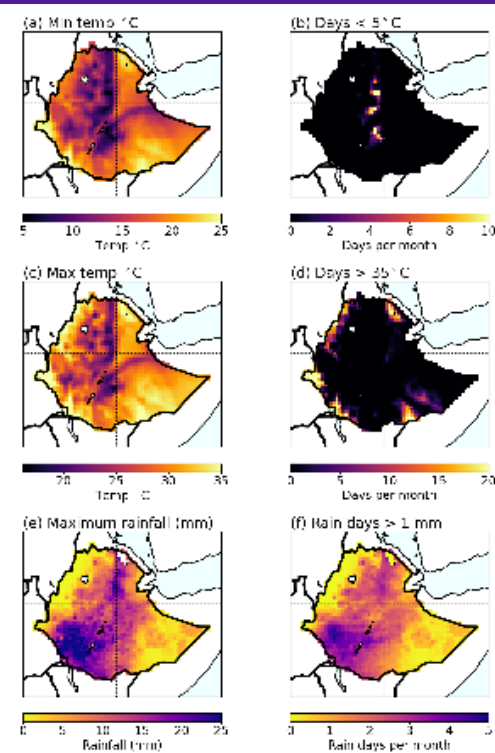 (a) Min temp °C
(b) Days < 5°C
5 10 15 20 25
Temp °C
0 2 4 6 8 10
Days per month
(c) Max temp °C
(d) Days > 35°C
20 25 30 35
Temp °C
0 5 10 15 20
Days per month
(e) Maximum rainfall (mm)
(f) Rain days > 1 mm
0 5 10 15 20 25
Rainfall (mm)
0 1 2 3 4 5
Rain days per month